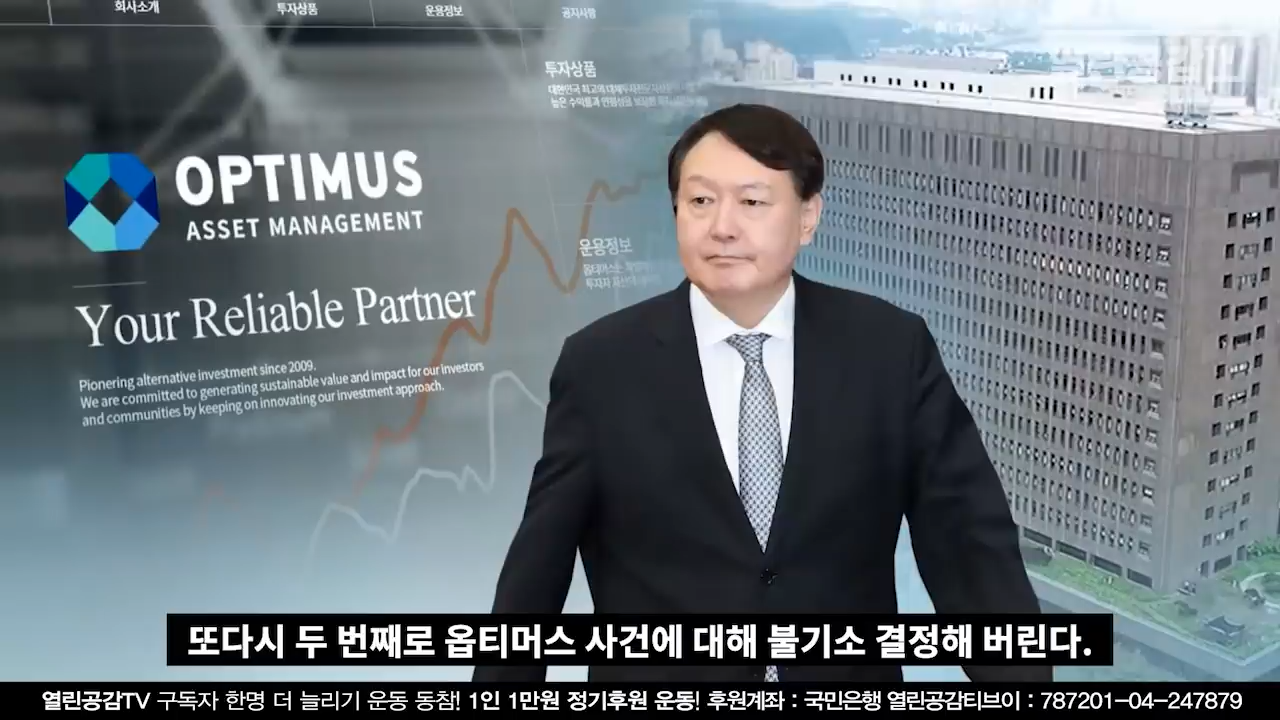 회사소개
투자상품
운용정보
공지사항
투자상품
OPTIMUS
ASSET MANAGEMENT
운용정보
Your Reliable Partner
Pionering alternative investment since 2009.
We are committed to generating sustainable value and impact for our investors
and communities by keeping on innovating our investment approach.
또다시 두 번째로 옵티머스 사건에 대해 불기소 결정해 버린다.
열린공감TV 구독자 한명 더 늘리기 운동 동참! 1인 1만원 정기후원 운동! 후원계좌 : 국민은행 열린공감티브이 : 787201-04-247879